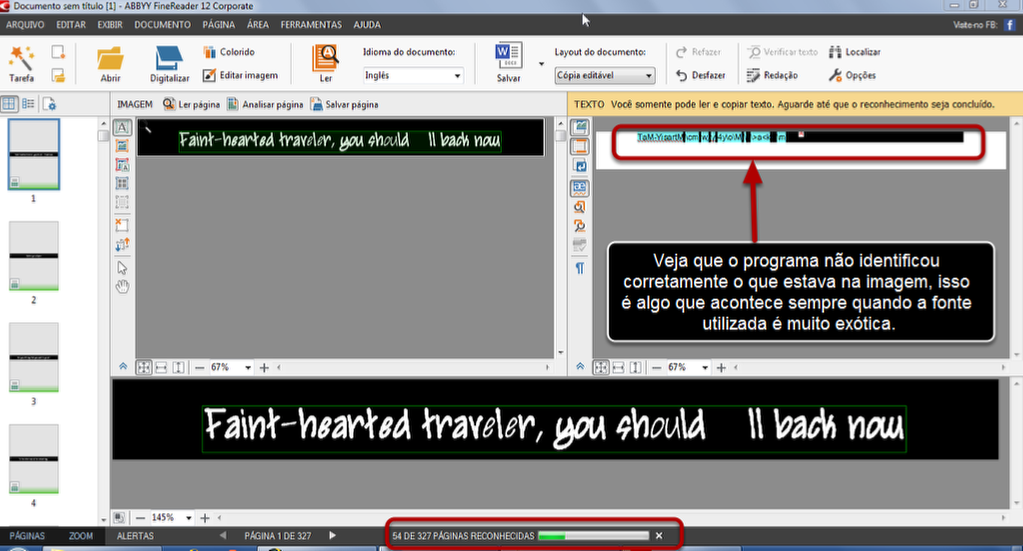 Documento sem título [1] - ABBYY FineReader 12 Corporate
ARQUIVO EDITAR EXIBIR DOCUMENTO PÁGINA ÁREA FERRAMENTAS AJUDA
Visite no FB:
Tarefa
Abrir
Digitalizar
Colorido
Editar imagem
Ler
Idioma do documento:
Inglês
Salvar
Layout do documento:
Cópia editável
Refazer
Desfazer
Verificar texto
Redação
Localizar
Opções
IMAGEM Ler página Analisar página Salvar página
TEXTO Você somente pode ler e copiar texto. Aguarde até que o reconhecimento seja concluído.
Faint-hearted traveler, you should ll back now
1
2
3
4
Veja que o programa não identificou
corretamente o que estava na imagem, isso
é algo que acontece sempre quando a fonte
utilizada é muito exótica.
67%
67%
Faint-hearted traveler, you should ll back now
145%
PÁGINAS ZOOM ALERTAS PÁGINA 1 DE 327 54 DE 327 PÁGINAS RECONHECIDAS